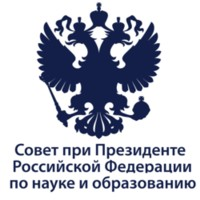 Совет при Президенте
Российской Федерации
по науке и образованию